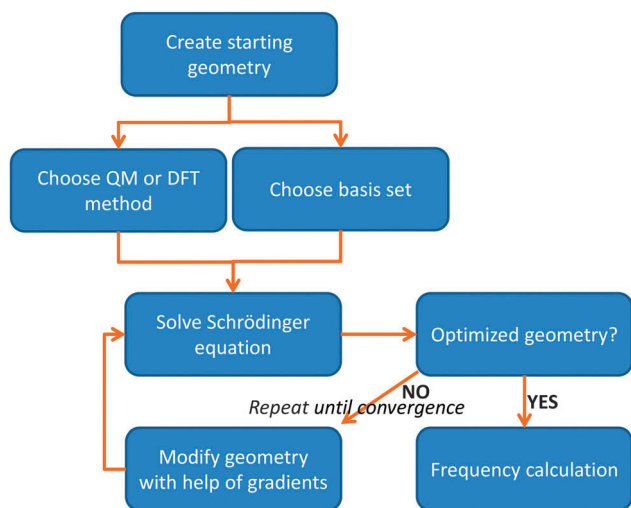 Create starting
geometry
Choose QM or DFT
method
Choose basis set
Solve Schrödinger
equation
Optimized geometry?
NO
Repeat until convergence
YES
Modify geometry
with help of gradients
Frequency calculation